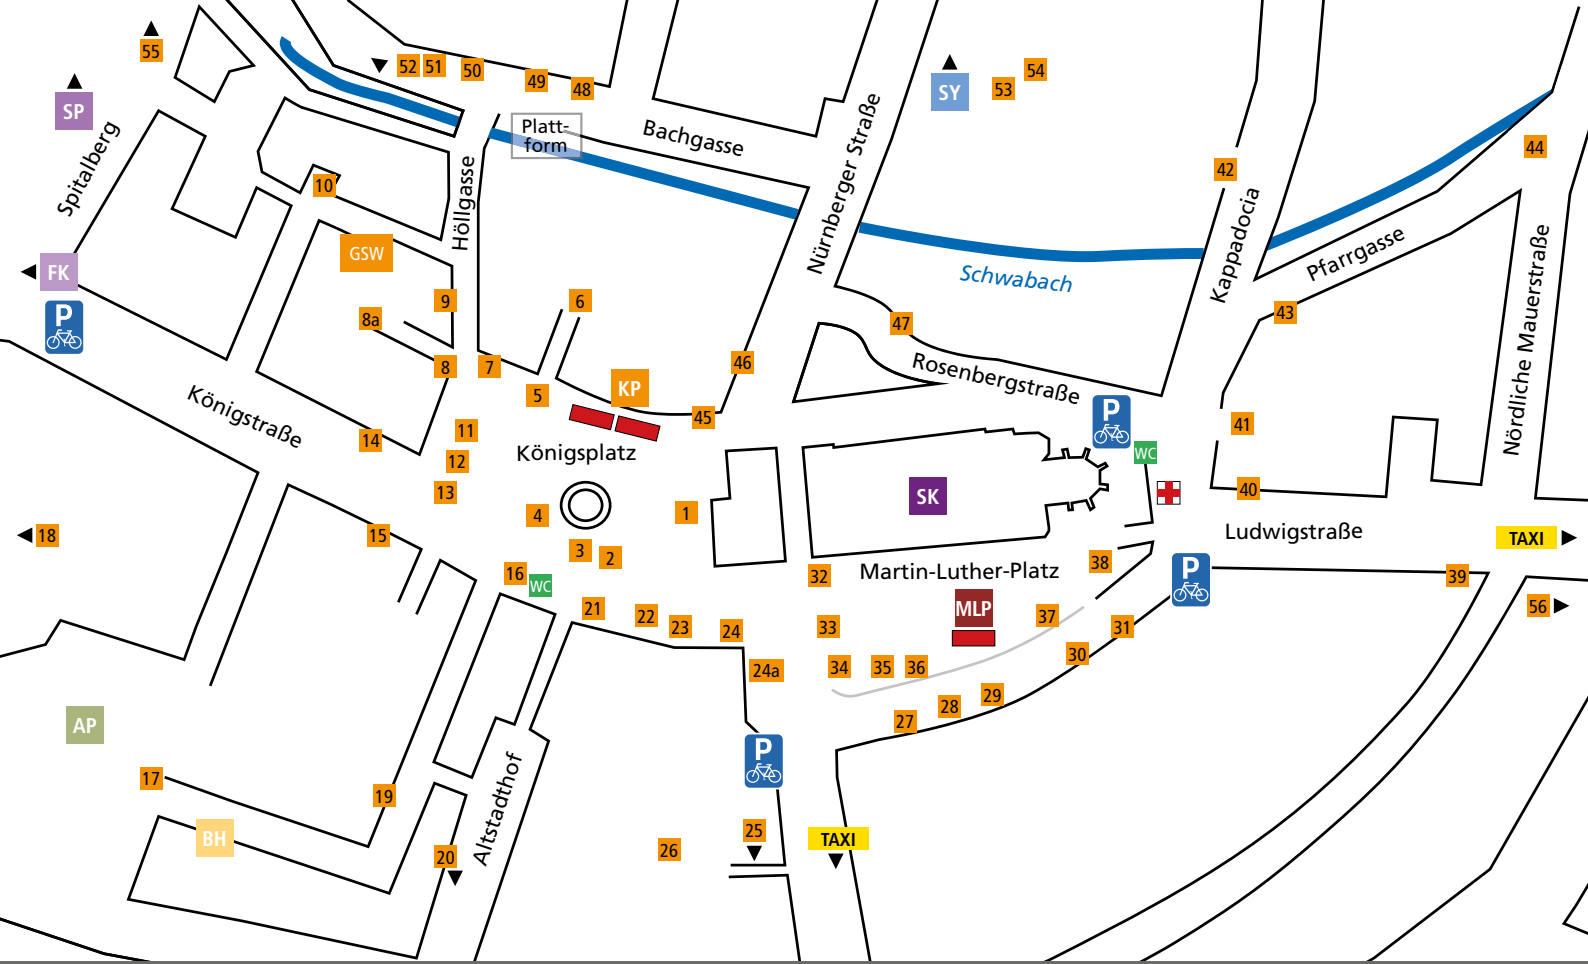 55
52
51
50
49
48
54
53
SY
SP
Platt-
form
Bachgasse
Nürnberger Straße
44
42
Spitalberg
Höllgasse
10
Kappadocia
Pfarrgasse
Nördliche Mauerstraße
GSW
FK
P
Schwabach
9
6
8a
47
43
8
7
46
Rosenbergstraße
KP
5
45
P
Königstraße
14
11
Königsplatz
12
13
WC
41
40
SK
1
4
Ludwigstraße
TAXI
18
15
3
2
16
WC
32
Martin-Luther-Platz
38
P
39
56
21
22
23
24
33
MLP
37
31
24a
34
35
36
30
29
28
27
AP
17
19
P
BH
Altstadthof
20
26
25
TAXI